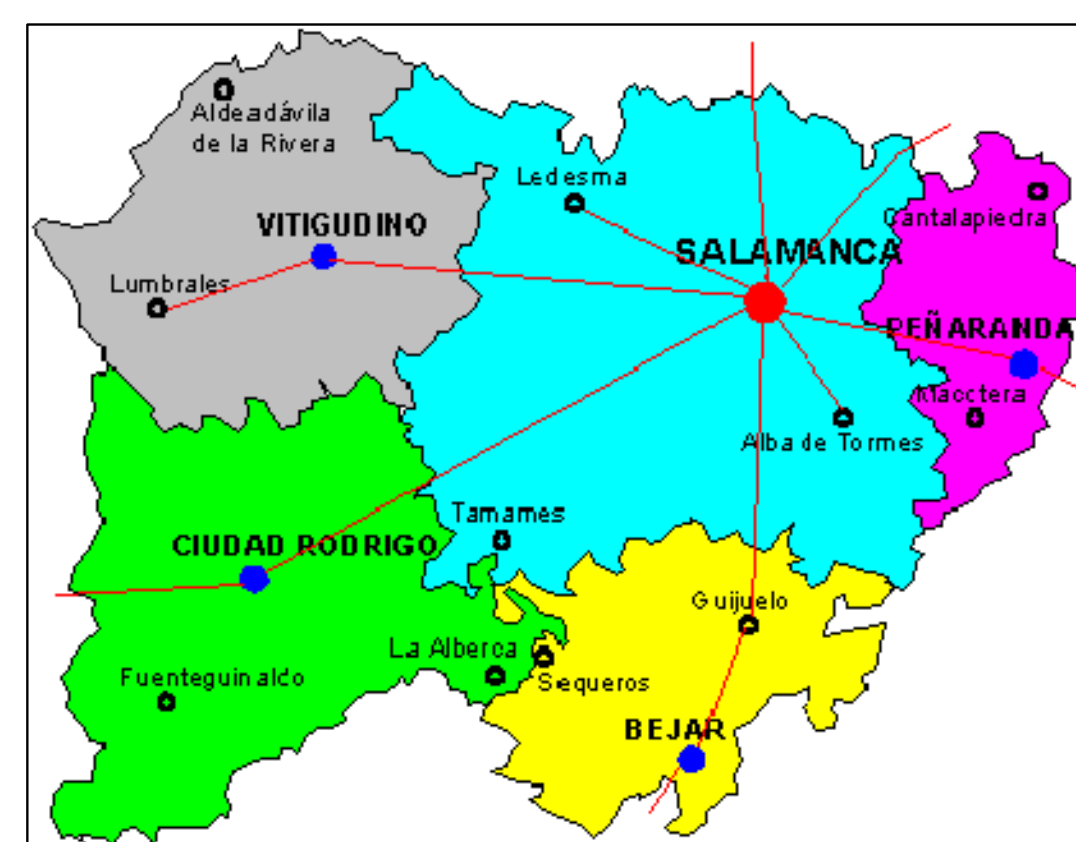 Aldeadávila
de la Rivera
Ledesma
VITIGUDINO
Cantalapiedra
SALAMANCA
Lumbrales
PEÑARANDA
Macotera
Alba de Tormes
Tamames
CIUDAD RODRIGO
Guijuelo
La Alberca
Fuenteguinaldo
Sequeros
BEJAR